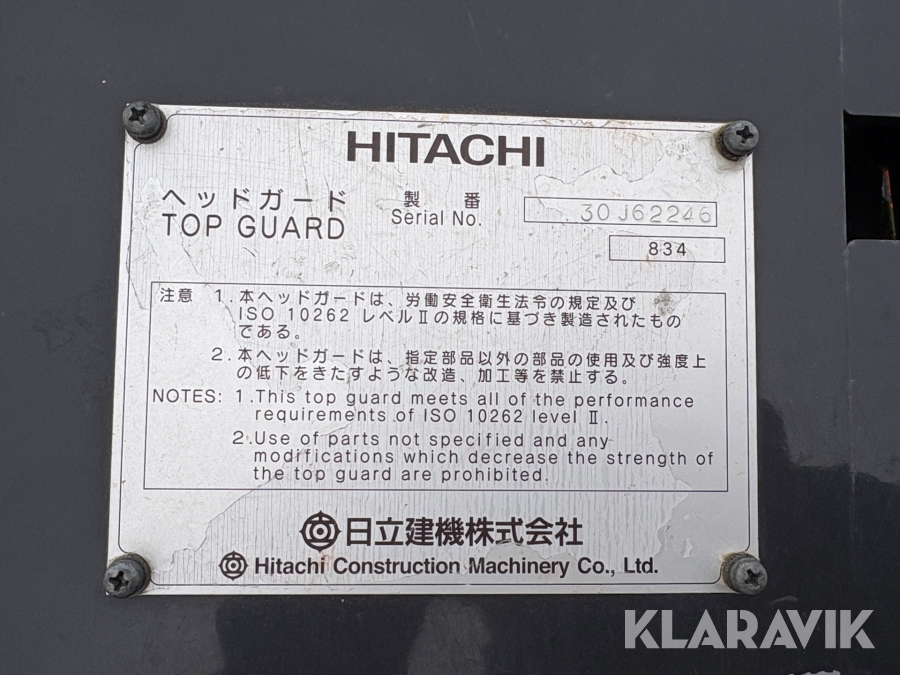 HITACHI
ヘッドガード 製番
TOP GUARD Serial No. 30J62246
834
注意 1.本ヘッドガードは、労働安全衛生法令の規定及び
ISO 10262 レベルⅡの規格に基づき製造されたもの
である。
2.本ヘッドガードは、指定部品以外の部品の使用及び強度上
の低下をきたすような改造、加工等を禁止する。
NOTES: 1.This top guard meets all of the performance
requirements of ISO 10262 level Ⅱ.
2.Use of parts not specified and any
modifications which decrease the strength of
the top guard are prohibited.
日立建機株式会社
Hitachi Construction Machinery Co., Ltd.
KLARAVIK